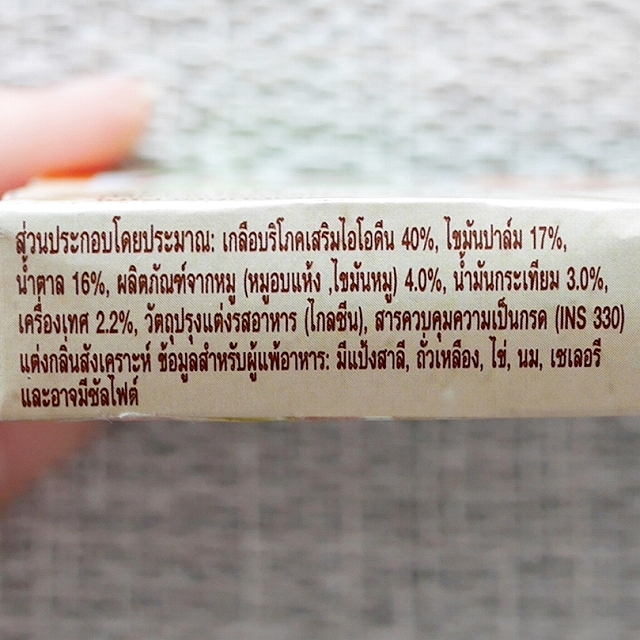 ส่วนประกอบโดยประมาณ: เกลือบริโภคเสริมไอโอดีน 40%, ไขมันปาล์ม 17%,
น้ำตาล 16%, ผลิตภัณฑ์จากหมู (หมูอบแห้ง ,ไขมันหมู) 4.0%, น้ำมันกระเทียม 3.0%,
เครื่องเทศ 2.2%, วัตถุปรุงแต่งรสอาหาร (ไกลซีน), สารควบคุมความเป็นกรด (INS 330)
แต่งกลิ่นสังเคราะห์ ข้อมูลสำหรับผู้แพ้อาหาร: มีแป้งสาลี, ถั่วเหลือง, ไข่, นม, เซเลอรี
และอาจมีซัลไฟต์